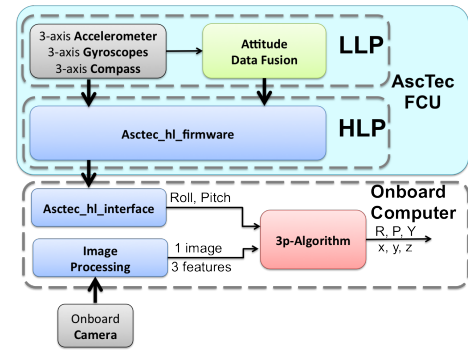 3-axis Accelerometer
3-axis Gyroscopes
3-axis Compass
Attitude
Data Fusion
LLP
AscTec
FCU
Asctec_hl_firmware
HLP
Onboard
Computer
Asctec_hl_interface
Roll, Pitch
Image
Processing
1 image
3 features
3p-Algorithm
R, P, Y
x, y, z
Onboard
Camera